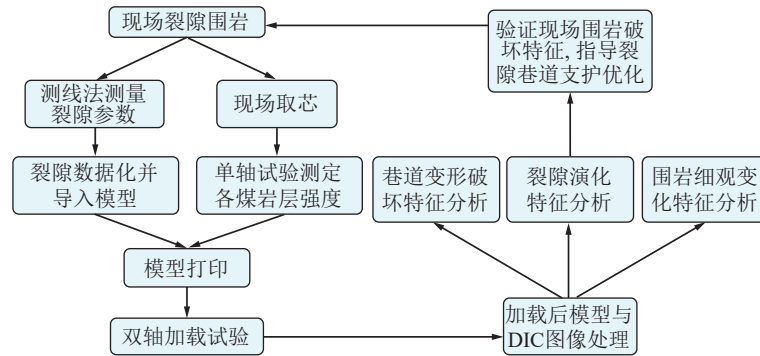 现场裂隙围岩
测线法测量
裂隙参数
现场取芯
裂隙数据化并
导入模型
单轴试验测定
各煤岩层强度
模型打印
双轴加载试验
加载后模型与
DIC图像处理
巷道变形破
坏特征分析
裂隙演化
特征分析
围岩细观变
化特征分析
验证现场围岩破
坏特征, 指导裂
隙巷道支护优化